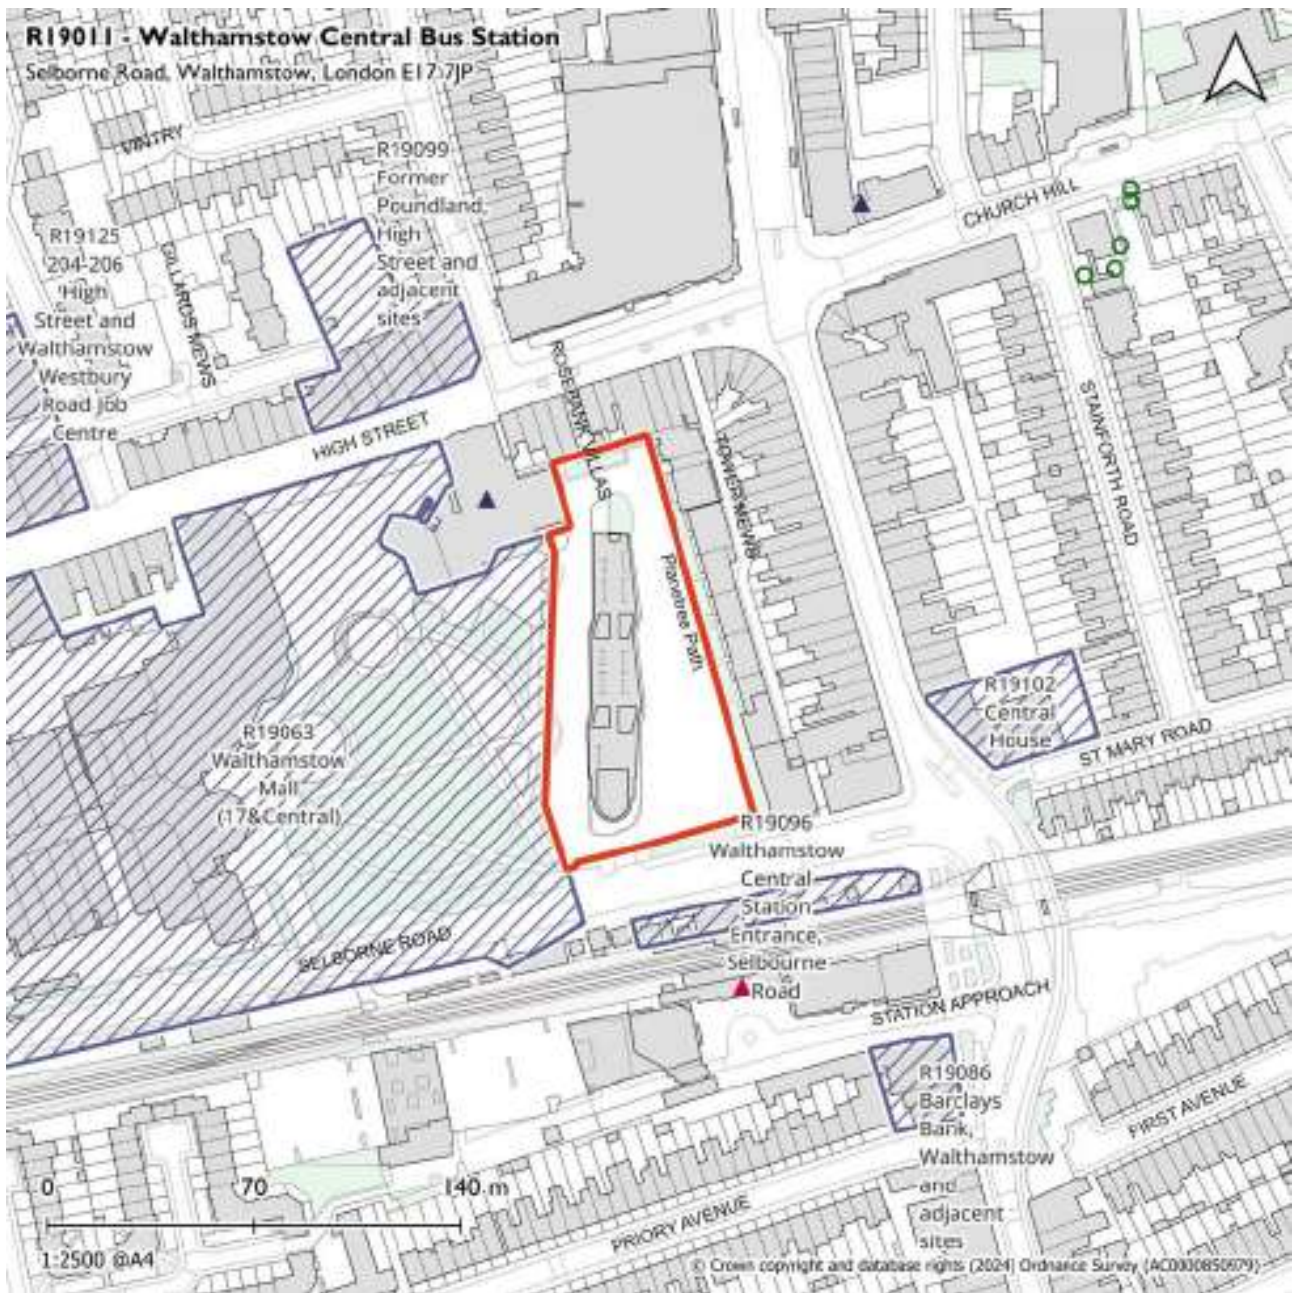 R19011 - Walthamstow Central Bus Station
Selborne Road, Walthamstow, London E17 7JP
VINTRY
R19099
Former
Poundland,
High
Street and
adjacent
sites
CHURCH HILL
R19125
204-206
High
Street and
Walthamstow
Westbury
Road Job
Centre
GILLARDS MEWS
ROSEBANK VILLAS
HIGH STREET
TOWER MEWS
STAINFORTH ROAD
Planetree Path
R19102
Central
House
ST MARY ROAD
R19063
Walthamstow
Mall
(17&Central)
R19096
Walthamstow
Central
Station
Entrance,
Selbourne
Road
SELBORNE ROAD
STATION APPROACH
R19086
Barclays
Bank,
Walthamstow
and
adjacent
sites
FIRST AVENUE
PRIORY AVENUE
0 70 140 m
1:2500 @A4
© Crown copyright and database rights (2024) Ordnance Survey (AC0000850979)